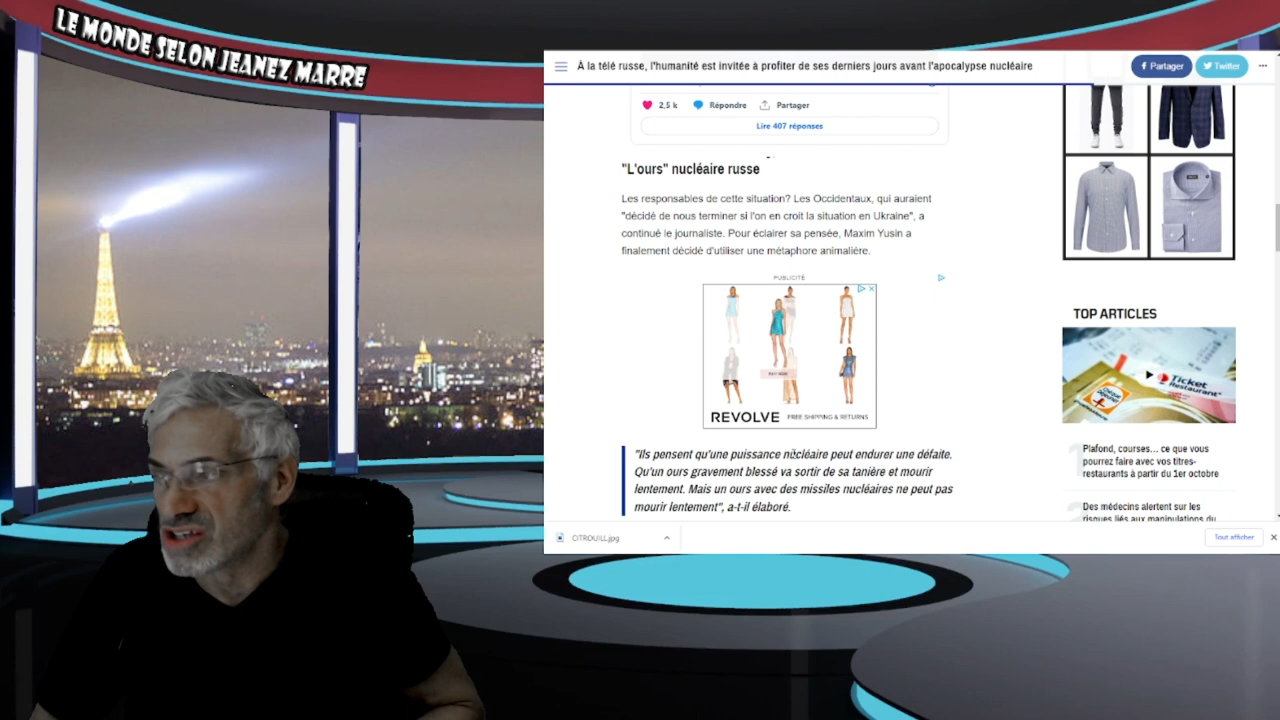 LE MONDE SELON JEANEZ MARRE
À la télé russe, l'humanité est invitée à profiter de ses derniers jours avant l'apocalypse nucléaire
Partager
Twitter
2,5 k
Répondre
Partager
Lire 407 réponses
"L'ours" nucléaire russe
Les responsables de cette situation? Les Occidentaux, qui auraient
"décidé de nous terminer si l'on en croit la situation en Ukraine", a
continué le journaliste. Pour éclairer sa pensée, Maxim Yusin a
finalement décidé d'utiliser une métaphore animalière.
PUBLICITÉ
REVOLVE
FREE SHIPPING & RETURNS
"Ils pensent qu'une puissance nucléaire peut endurer une défaite.
Qu'un ours gravement blessé va sortir de sa tanière et mourir
lentement. Mais un ours avec des missiles nucléaires ne peut pas
mourir lentement", a-t-il élaboré.
TOP ARTICLES
Ticket
Restaurant
1
Plafond, courses... ce que vous
pourrez faire avec vos titres-
restaurants à partir du 1er octobre
2
Des médecins alertent sur les
risques liés aux manipulations du
CITROUILL.jpg
Tout afficher